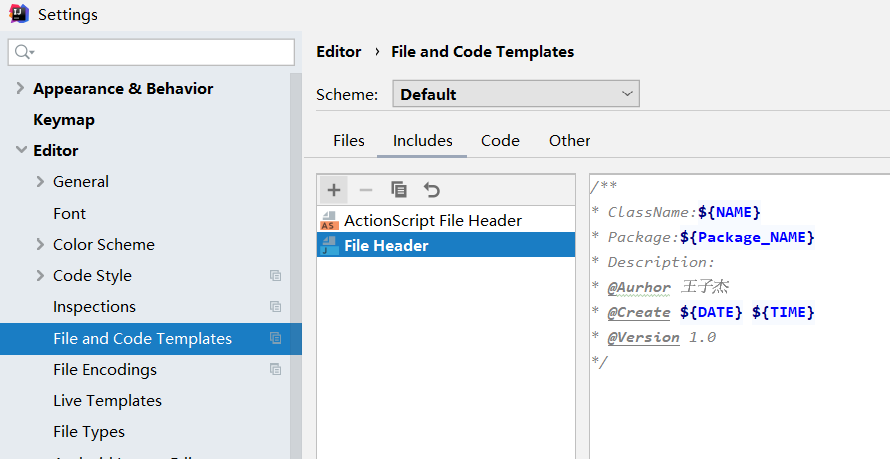 Settings
Appearance & Behavior
Keymap
Editor
General
Font
Color Scheme
Code Style
Inspections
File and Code Templates
File Encodings
Live Templates
File Types
Editor › File and Code Templates
Scheme: Default
Files Includes Code Other
ActionScript File Header
File Header
/**
* ClassName:${NAME}
* Package:${Package_NAME}
* Description:
* @Aurhor 王子杰
* @Create ${DATE} ${TIME}
* @Version 1.0
*/